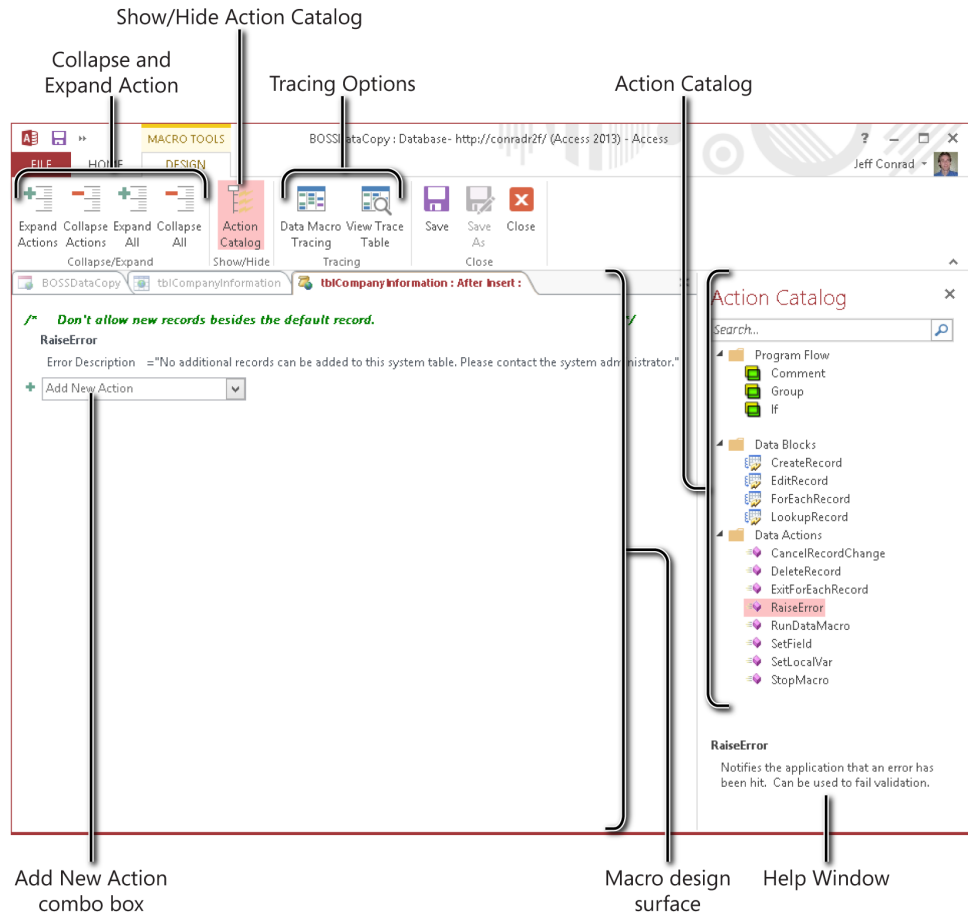 Show/Hide Action Catalog
Collapse and
Expand Action
Tracing Options
Action Catalog
MACRO TOOLS
BOSSDataCopy : Database- http://conradr2f/ (Access 2013) - Access
FILE
HOME
DESIGN
Jeff Conrad
Expand Actions
Collapse Actions
Expand All
Collapse All
Action Catalog
Data Macro Tracing
View Trace Table
Save
Save As
Close
Collapse/Expand
Show/Hide
Tracing
Close
BOSSDataCopy
tblCompanyInformation
tblCompanyInformation : After Insert :
/* Don't allow new records besides the default record. */
RaiseError
Error Description ="No additional records can be added to this system table. Please contact the system administrator."
Add New Action
Action Catalog
Search...
Program Flow
Comment
Group
If
Data Blocks
CreateRecord
EditRecord
ForEachRecord
LookupRecord
Data Actions
CancelRecordChange
DeleteRecord
ExitForEachRecord
RaiseError
RunDataMacro
SetField
SetLocalVar
StopMacro
RaiseError
Notifies the application that an error has
been hit. Can be used to fail validation.
Add New Action
combo box
Macro design
surface
Help Window